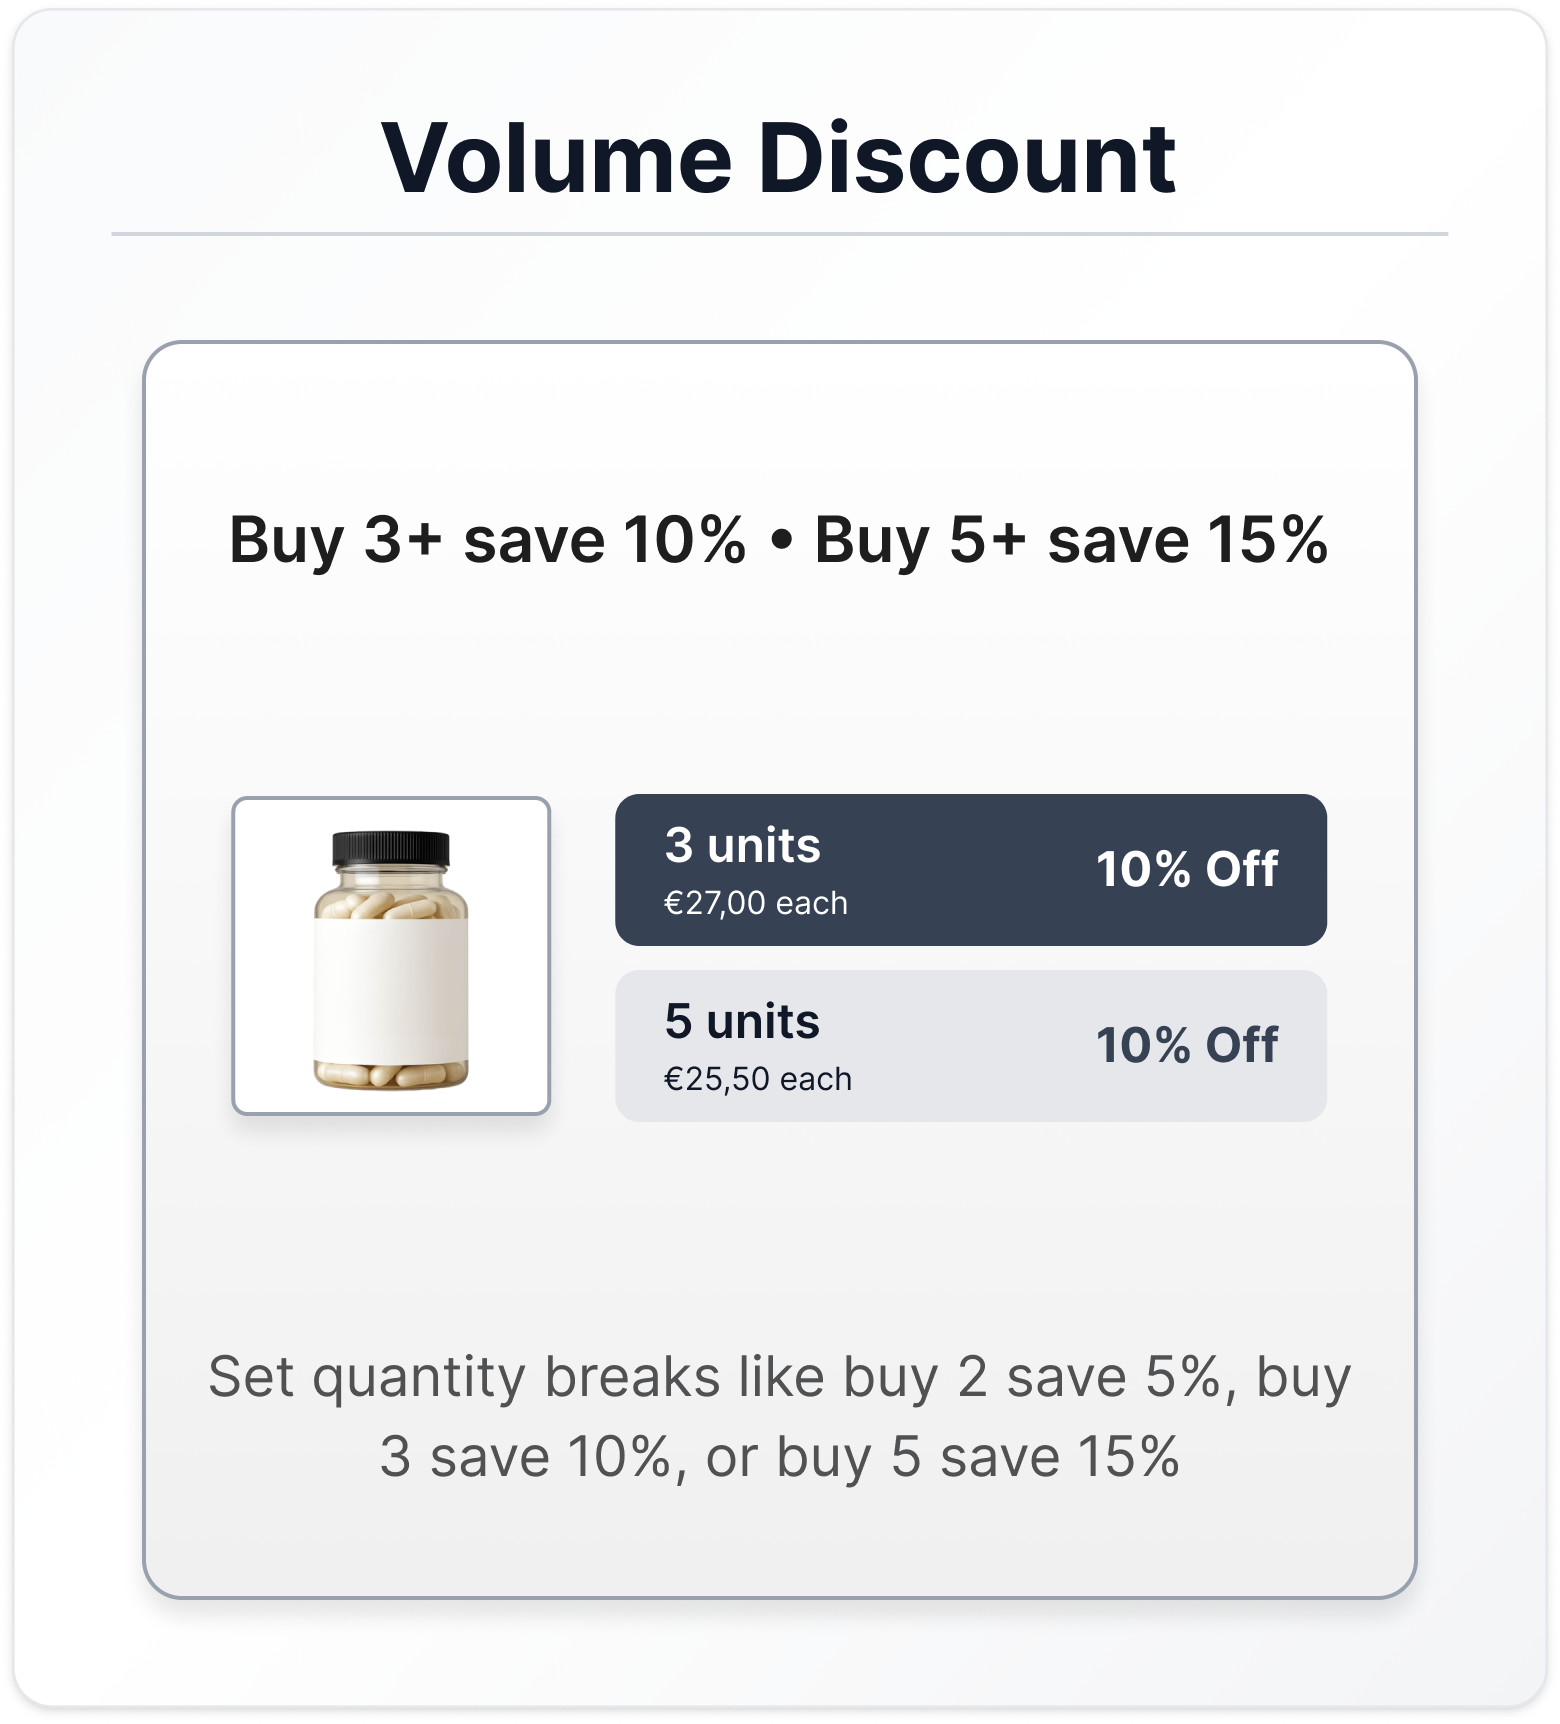 Volume Discount
Buy 3+ save 10% • Buy 5+ save 15%
3 units
€27,00 each
10% Off
5 units
€25,50 each
10% Off
Set quantity breaks like buy 2 save 5%, buy
3 save 10%, or buy 5 save 15%